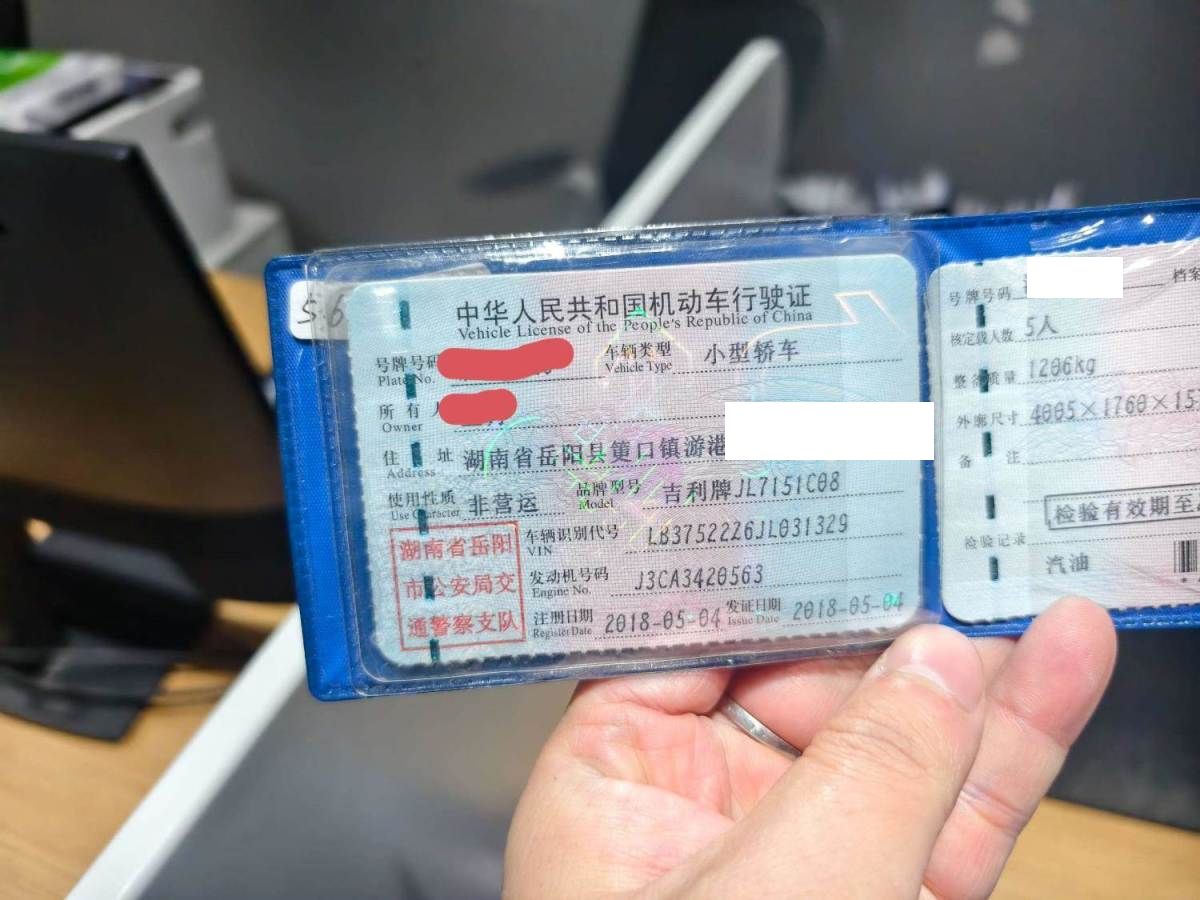 5.6
中华人民共和国机动车行驶证
Vehicle License of the People's Republic of China
号牌号码 车辆类型 小型轿车
Plate No. Vehicle Type
所有人
Owner
住址 湖南省岳阳县筻口镇游港
Address
使用性质 非营运 品牌型号 吉利牌JL7151C08
Use Character Model
湖南省岳阳
市公安局交
通警察支队
车辆识别代号 LB37522Z6JL031329
VIN
发动机号码 J3CA3420563
Engine No.
注册日期 2018-05-04 发证日期 2018-05-04
Register Date Issue Date
号牌号码 档案
核定载人数 5人
整备质量 1206kg
外廓尺寸 4005×1760×15
备注
检验有效期至
检验记录
汽油